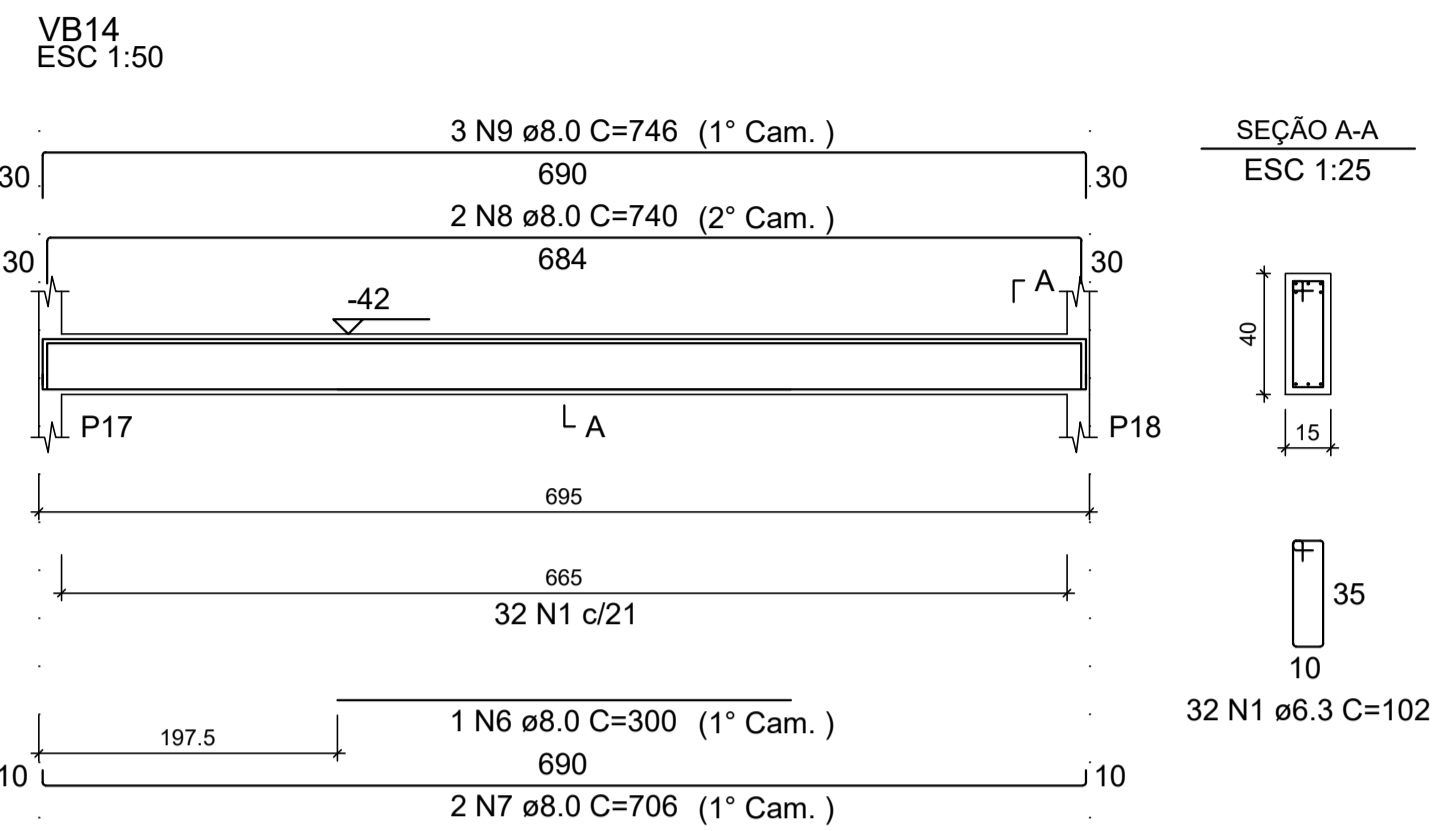 VB14
ESC 1:50
3 N9 ø8.0 C=746 (1° Cam. )
30
690
30
2 N8 ø8.0 C=740 (2° Cam. )
30
684
30
A
-42
P17
A
P18
695
665
32 N1 c/21
1 N6 ø8.0 C=300 (1° Cam. )
197.5
10
690
10
2 N7 ø8.0 C=706 (1° Cam. )
SEÇÃO A-A
ESC 1:25
40
15
35
10
32 N1 ø6.3 C=102